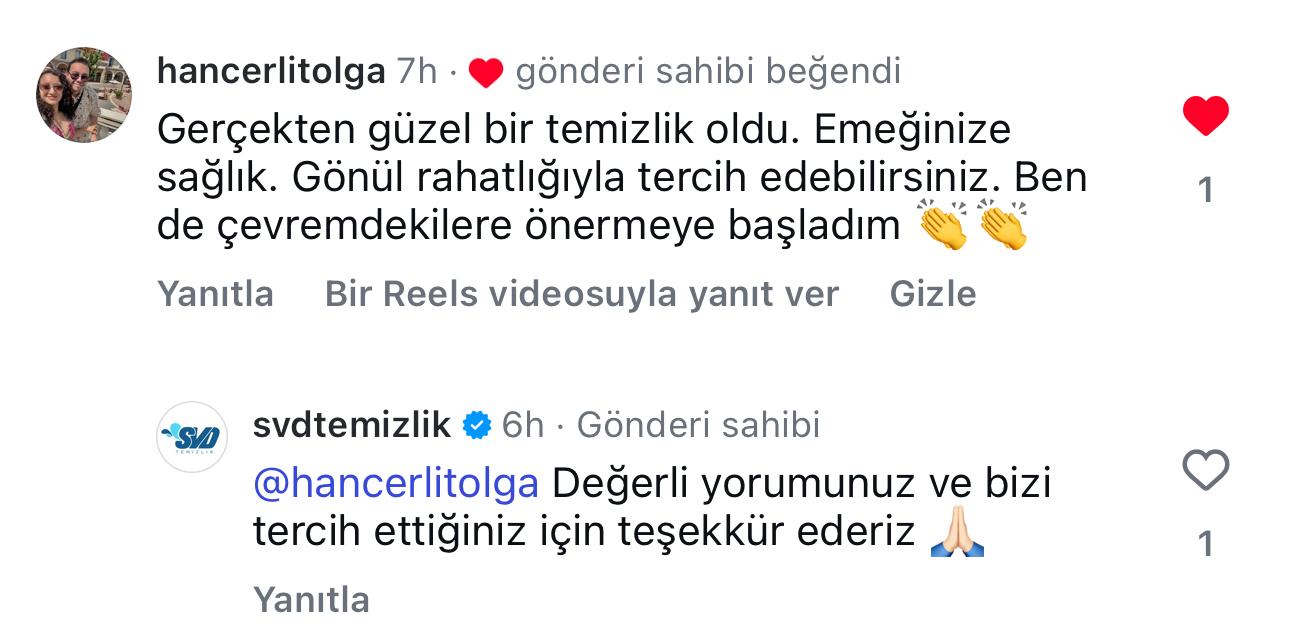 hancerlitolga 7h · ❤️ gönderi sahibi beğendi
Gerçekten güzel bir temizlik oldu. Emeğinize
sağlık. Gönül rahatlığıyla tercih edebilirsiniz. Ben
de çevremdekilere önermeye başladım 👏👏
1
Yanıtla Bir Reels videosuyla yanıt ver Gizle
SVD
TEMİZLİK
svdtemizlik 6h · Gönderi sahibi
@hancerlitolga Değerli yorumunuz ve bizi
tercih ettiğiniz için teşekkür ederiz 🙏🏻
1
Yanıtla